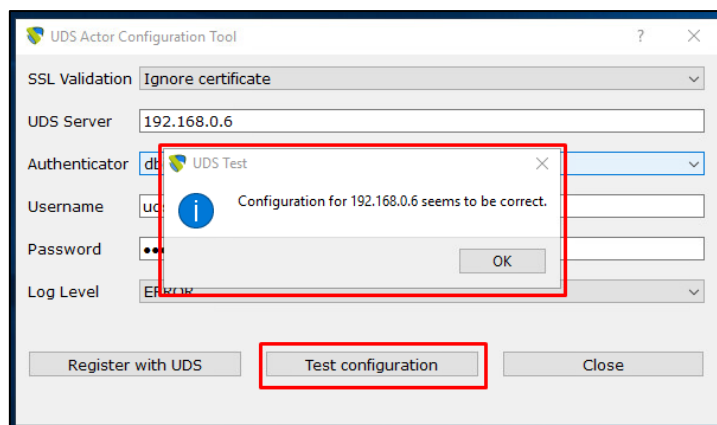 UDS Actor Configuration Tool
SSL Validation Ignore certificate
UDS Server 192.168.0.6
Authenticator
UDS Test
Configuration for 192.168.0.6 seems to be correct.
OK
Username
Password
Log Level ERROR
Register with UDS Test configuration Close